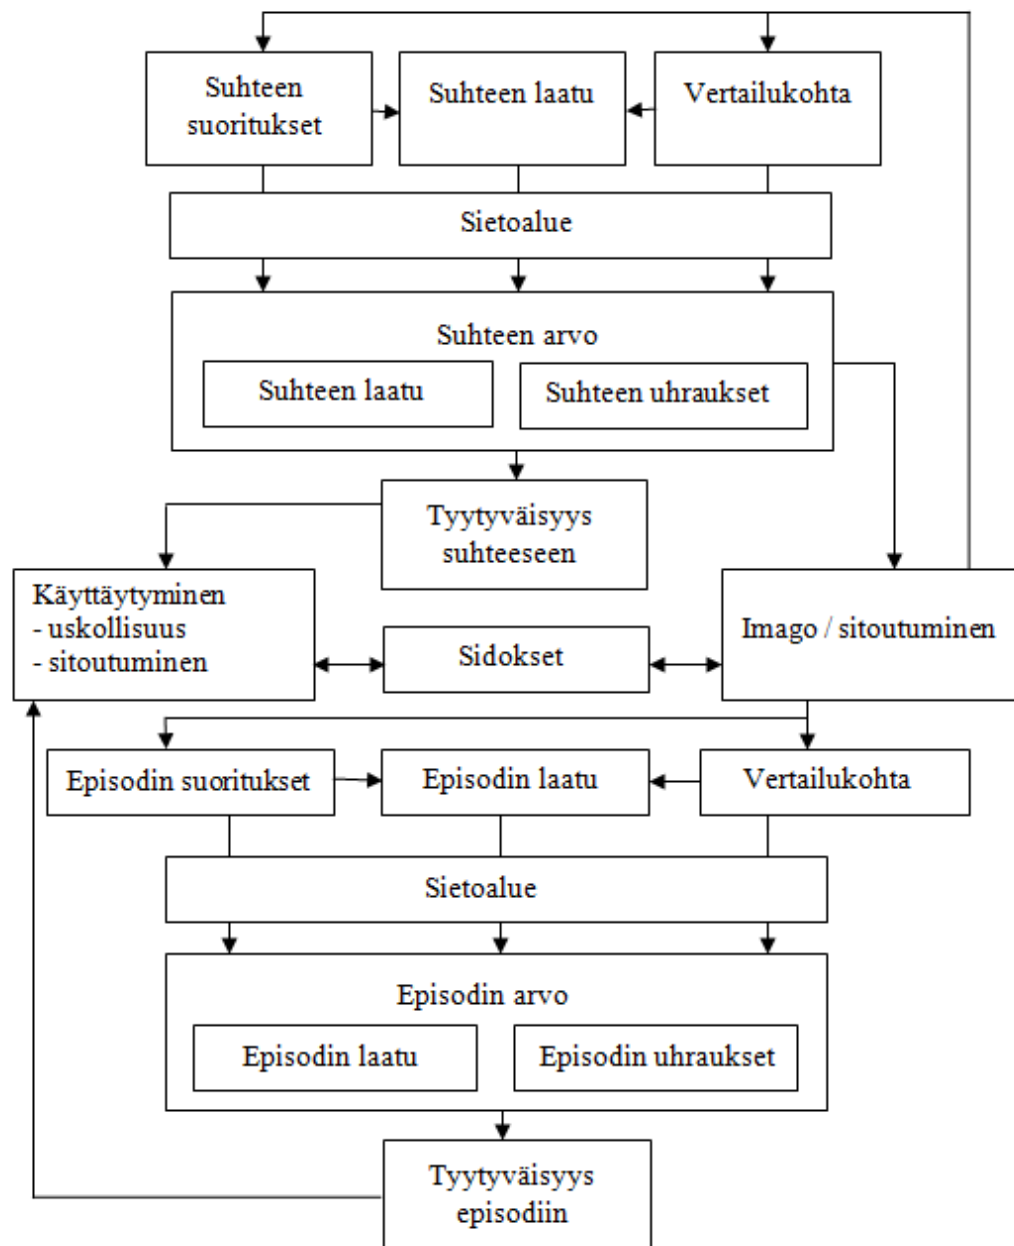 Suhteen
suoritukset
Suhteen laatu
Vertailukohta
Sietoalue
Suhteen arvo
Suhteen laatu
Suhteen uhraukset
Tyytyväisyys
suhteeseen
Käyttäytyminen
- uskollisuus
- sitoutuminen
Sidokset
Imago / sitoutuminen
Episodin suoritukset
Episodin laatu
Vertailukohta
Sietoalue
Episodin arvo
Episodin laatu
Episodin uhraukset
Tyytyväisyys
episodiin